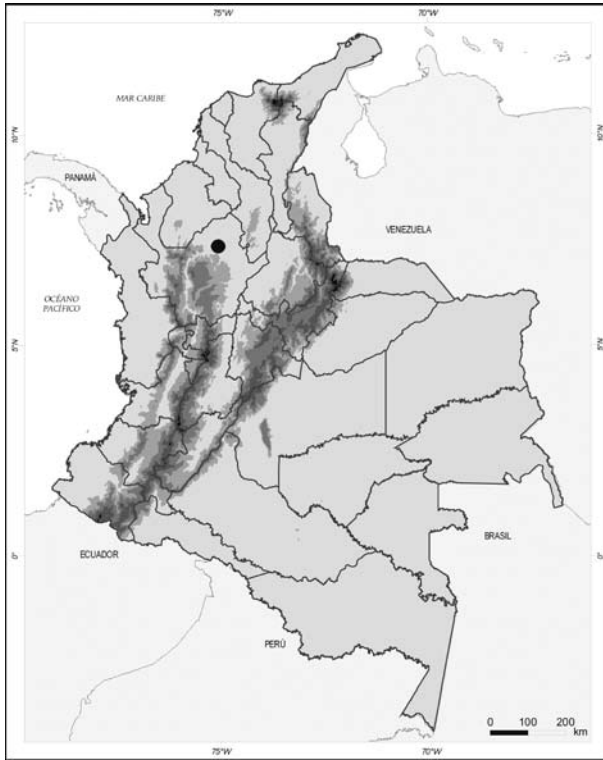 75°W
70°W
MAR CARIBE
10°N
10°N
PANAMÁ
VENEZUELA
OCÉANO
PACÍFICO
5°N
5°N
0°
0°
ECUADOR
BRASIL
PERÚ
0 100 200
km
75°W
70°W